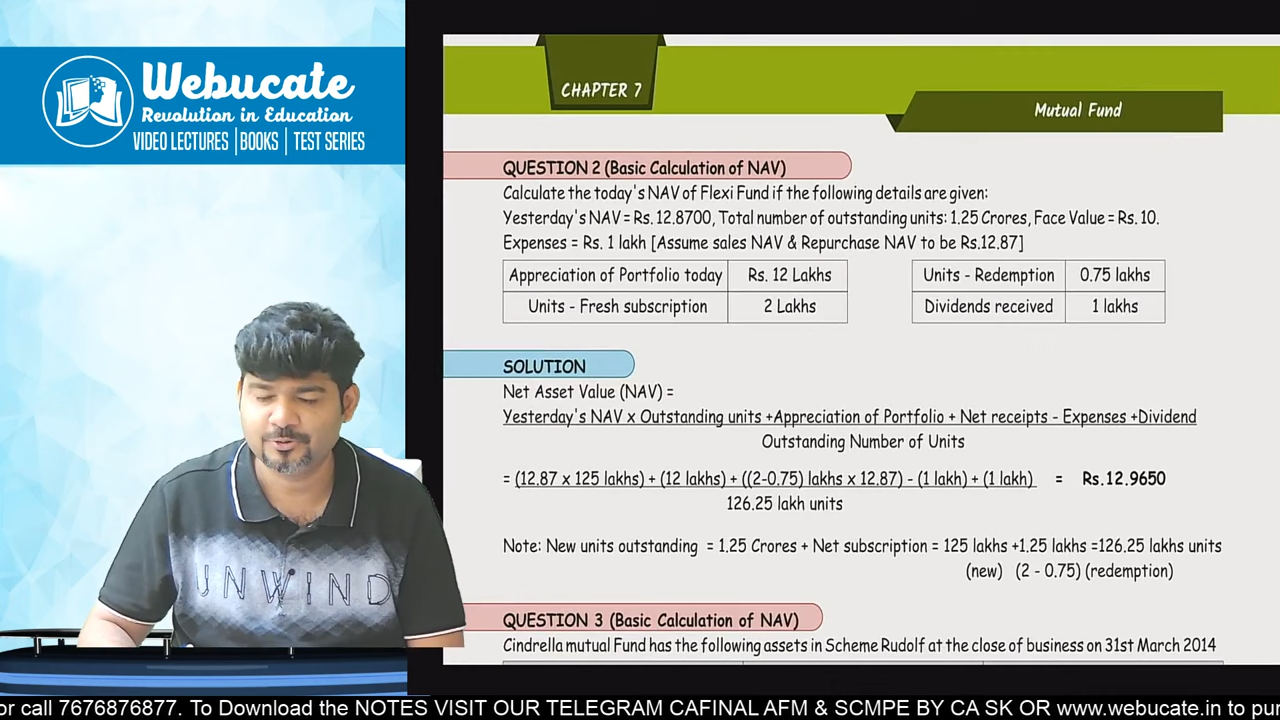 Webucate
Revolution in Education
VIDEO LECTURES | BOOKS | TEST SERIES
UNWIND
CHAPTER 7
Mutual Fund
QUESTION 2 (Basic Calculation of NAV)
Calculate the today's NAV of Flexi Fund if the following details are given:
Yesterday's NAV = Rs. 12.8700, Total number of outstanding units: 1.25 Crores, Face Value = Rs. 10.
Expenses = Rs. 1 lakh [Assume sales NAV & Repurchase NAV to be Rs.12.87]
Appreciation of Portfolio today Rs. 12 Lakhs Units - Redemption 0.75 lakhs
Units - Fresh subscription 2 Lakhs Dividends received 1 lakhs
SOLUTION
Net Asset Value (NAV) =
Yesterday's NAV x Outstanding units +Appreciation of Portfolio + Net receipts - Expenses +Dividend
Outstanding Number of Units
= (12.87 x 125 lakhs) + (12 lakhs) + ((2-0.75) lakhs x 12.87) - (1 lakh) + (1 lakh) = Rs.12.9650
126.25 lakh units
Note: New units outstanding = 1.25 Crores + Net subscription = 125 lakhs +1.25 lakhs =126.25 lakhs units
(new) (2 - 0.75) (redemption)
QUESTION 3 (Basic Calculation of NAV)
Cindrella mutual Fund has the following assets in Scheme Rudolf at the close of business on 31st March 2014
or call 7676876877. To Download the NOTES VISIT OUR TELEGRAM CAFINAL AFM & SCMPE BY CA SK OR www.webucate.in to pur